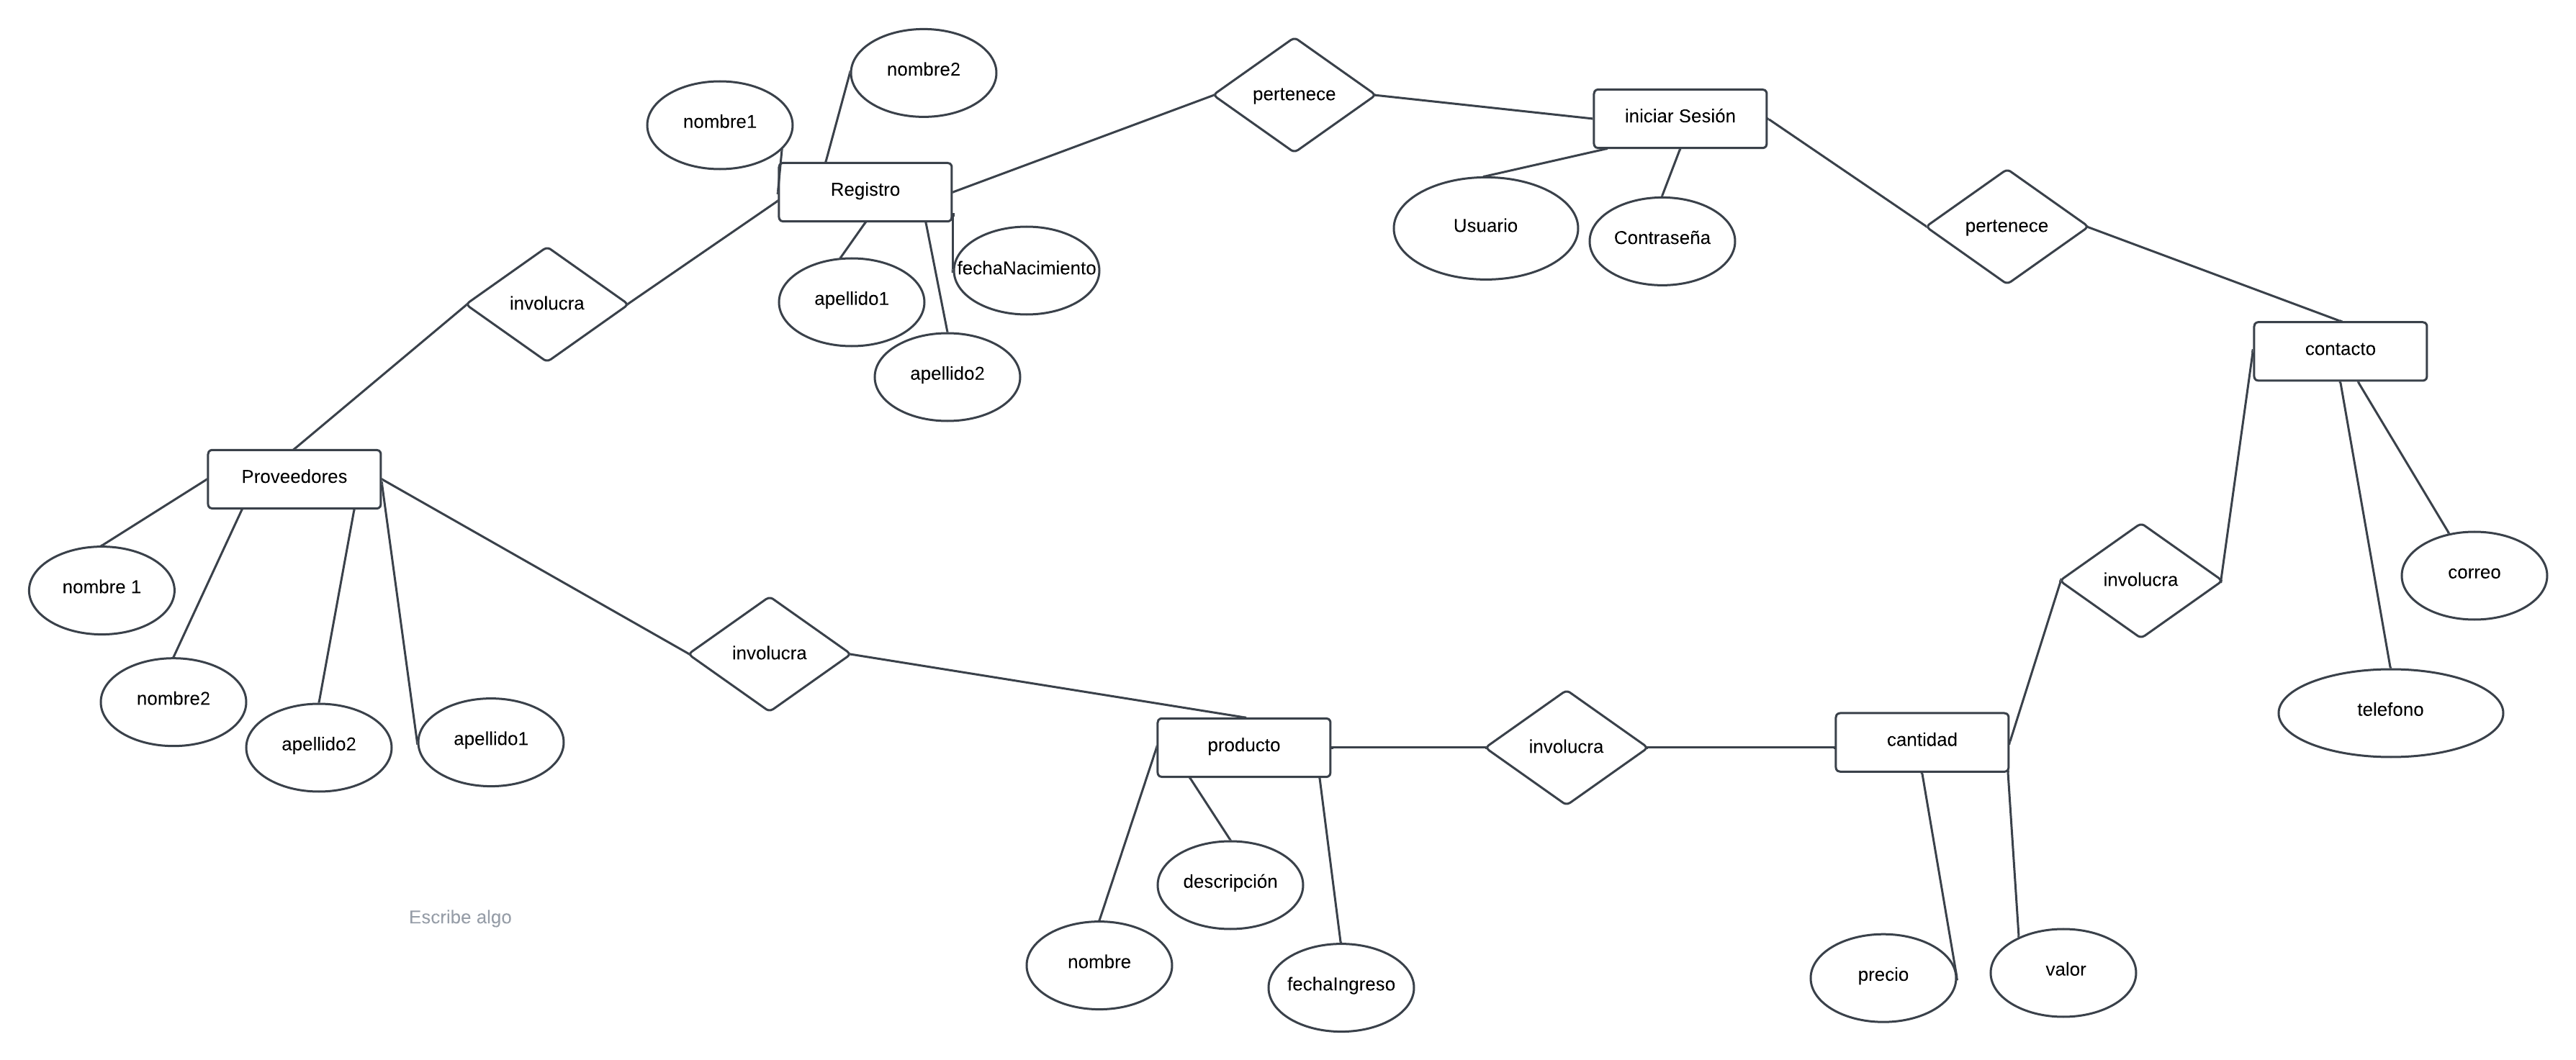 nombre2
nombre1
pertenece
iniciar Sesión
Registro
Usuario
Contraseña
pertenece
fechaNacimiento
apellido1
involucra
apellido2
contacto
Proveedores
nombre 1
correo
involucra
involucra
nombre2
telefono
apellido2
apellido1
producto
involucra
cantidad
descripción
Escribe algo
nombre
fechaIngreso
precio
valor